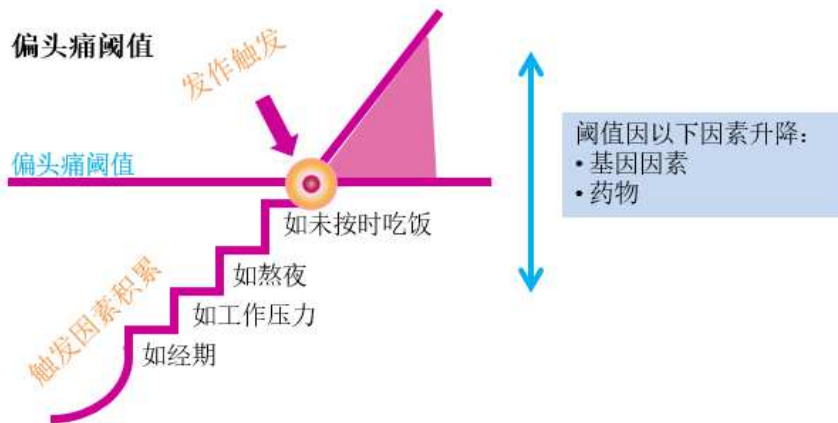 偏头痛阈值
发作触发
偏头痛阈值
阈值因以下因素升降：
• 基因因素
• 药物
如未按时吃饭
如熬夜
如工作压力
如经期
触发因素积累